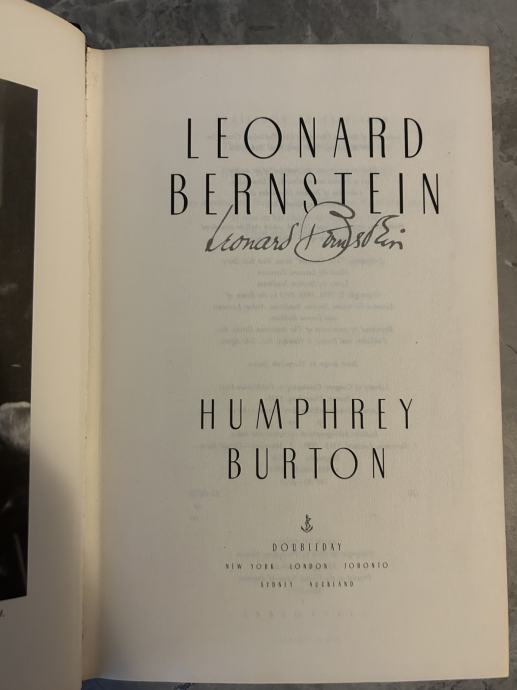 LEONARD
BERNSTEIN
Leonard Bernstein
HUMPHREY
BURTON
DOUBLEDAY
NEW YORK LONDON TORONTO
SYDNEY AUCKLAND